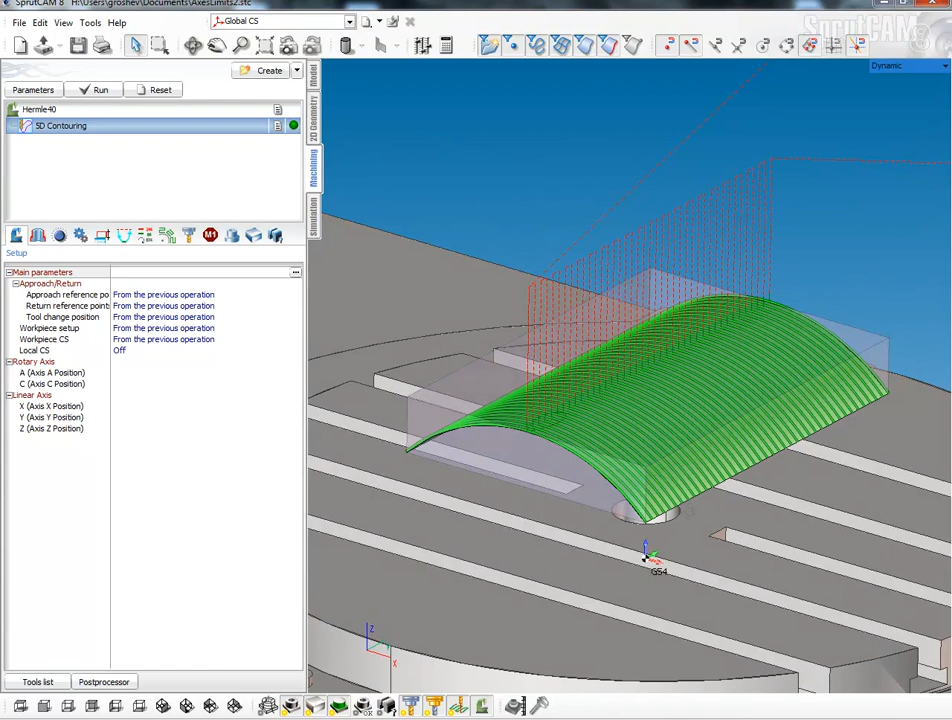 SprutCAM 8 H:\Users\groshev\Documents\AxesLimits2.stc
File Edit View Tools Help
Global CS
SprutCAM 8
Dynamic
Create
Parameters
Run
Reset
Hermle40
5D Contouring
Model
2D Geometry
Machining
Simulation
M1
Setup
Main parameters
Approach/Return
Approach reference po From the previous operation
Return reference point: From the previous operation
Tool change position From the previous operation
Workpiece setup From the previous operation
Workpiece CS From the previous operation
Local CS Off
Rotary Axis
A (Axis A Position)
C (Axis C Position)
Linear Axis
X (Axis X Position)
Y (Axis Y Position)
Z (Axis Z Position)
G54
Z
X
Tools list
Postprocessor